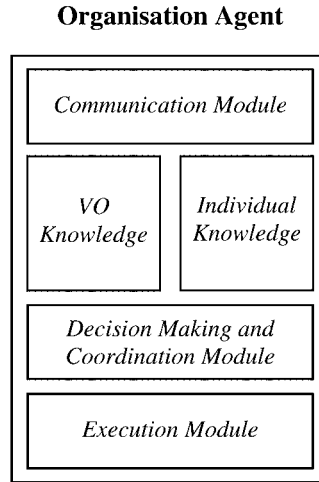 Organisation Agent
Communication Module
VO
Knowledge
Individual
Knowledge
Decision Making and
Coordination Module
Execution Module